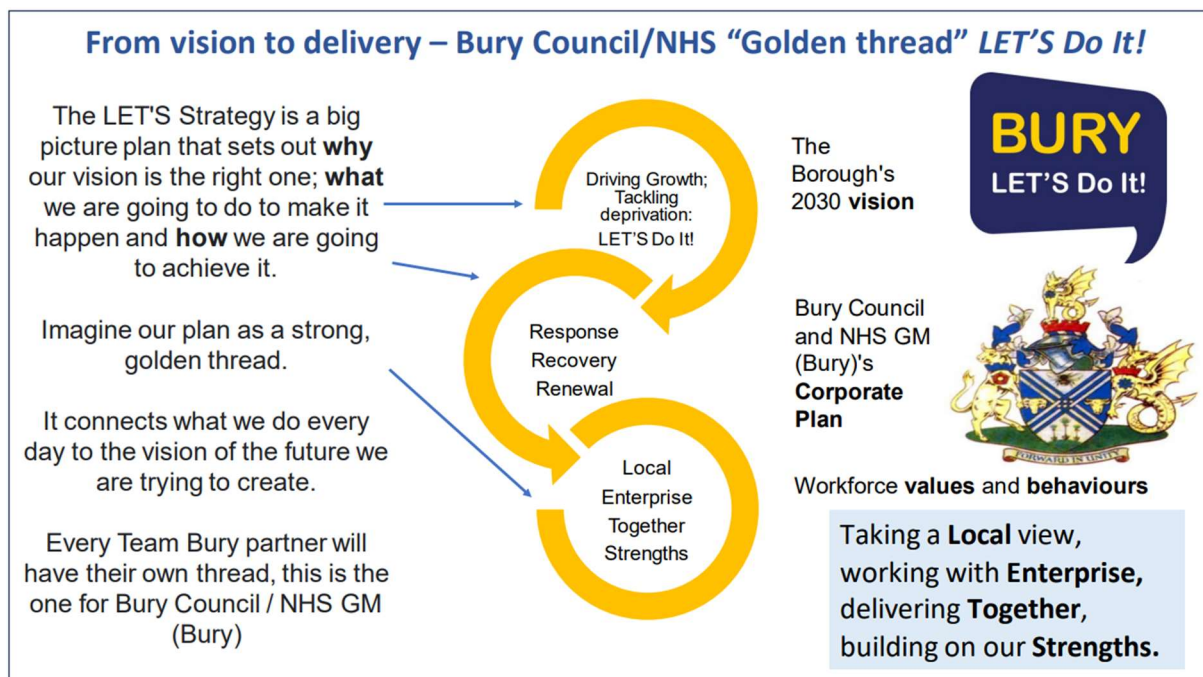 From vision to delivery – Bury Council/NHS “Golden thread” LET’S Do It!
The LET'S Strategy is a big
picture plan that sets out why
our vision is the right one; what
we are going to do to make it
happen and how we are going
to achieve it.
Imagine our plan as a strong,
golden thread.
It connects what we do every
day to the vision of the future we
are trying to create.
Every Team Bury partner will
have their own thread, this is the
one for Bury Council / NHS GM
(Bury)
Driving Growth;
Tackling
deprivation:
LET’S Do It!
Response
Recovery
Renewal
Local
Enterprise
Together
Strengths
The
Borough's
2030 vision
BURY
LET’S Do It!
Bury Council
and NHS GM
(Bury)'s
Corporate
Plan
FORWARD IN UNITY
Workforce values and behaviours
Taking a Local view,
working with Enterprise,
delivering Together,
building on our Strengths.